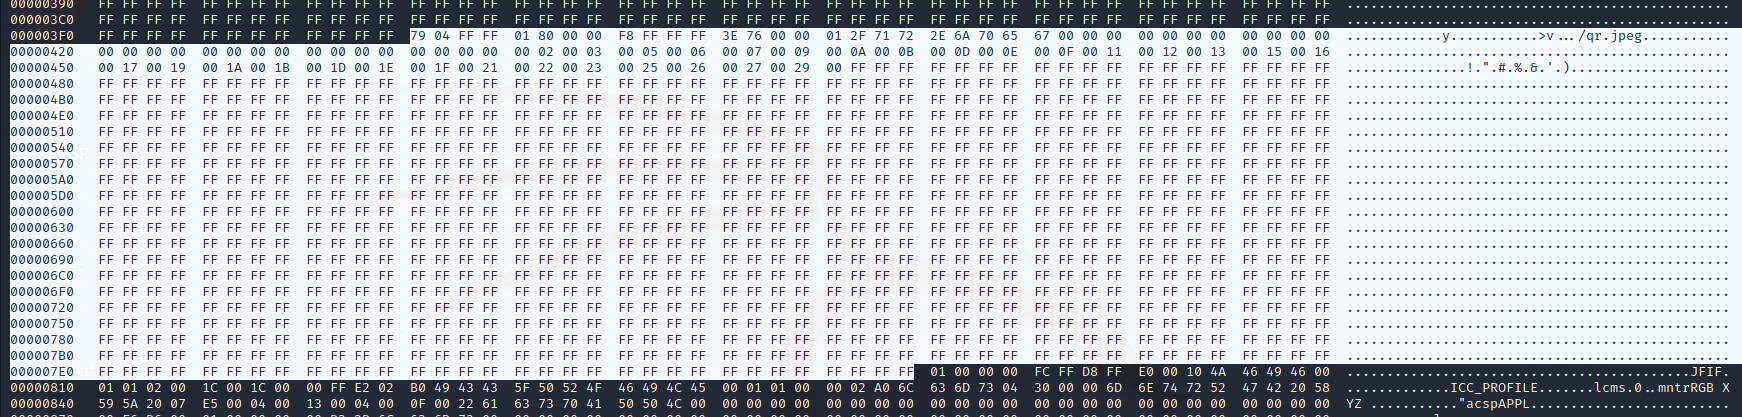 00000390 FF FF FF FF FF FF FF FF FF FF FF FF FF FF FF FF FF FF FF FF FF FF FF FF FF FF FF FF FF FF FF FF FF FF FF FF FF FF FF FF FF FF FF FF FF FF FF FF ................................................
000003C0 FF FF FF FF FF FF FF FF FF FF FF FF FF FF FF FF FF FF FF FF FF FF FF FF FF FF FF FF FF FF FF FF FF FF FF FF FF FF FF FF FF FF FF FF FF FF FF FF ................................................
000003F0 FF FF FF FF FF FF FF FF FF FF FF FF 79 04 FF FF 01 80 00 00 F8 FF FF FF 3E 76 00 00 01 2F 71 72 2E 6A 70 65 67 00 00 00 00 00 00 00 00 00 00 00 ............y...........>v.../qr.jpeg...........
00000420 00 00 00 00 00 00 00 00 00 00 00 00 00 00 00 00 00 02 00 03 00 05 00 06 00 07 00 09 00 0A 00 0B 00 0D 00 0E 00 0F 00 11 00 12 00 13 00 15 00 16 ................................................
00000450 00 17 00 19 00 1A 00 1B 00 1D 00 1E 00 1F 00 21 00 22 00 23 00 25 00 26 00 27 00 29 00 FF FF FF FF FF FF FF FF FF FF FF FF FF FF FF FF FF FF FF ...............!.".#.%.&.'.)....................
00000480 FF FF FF FF FF FF FF FF FF FF FF FF FF FF FF FF FF FF FF FF FF FF FF FF FF FF FF FF FF FF FF FF FF FF FF FF FF FF FF FF FF FF FF FF FF FF FF FF ................................................
000004B0 FF FF FF FF FF FF FF FF FF FF FF FF FF FF FF FF FF FF FF FF FF FF FF FF FF FF FF FF FF FF FF FF FF FF FF FF FF FF FF FF FF FF FF FF FF FF FF FF ................................................
000004E0 FF FF FF FF FF FF FF FF FF FF FF FF FF FF FF FF FF FF FF FF FF FF FF FF FF FF FF FF FF FF FF FF FF FF FF FF FF FF FF FF FF FF FF FF FF FF FF FF ................................................
00000510 FF FF FF FF FF FF FF FF FF FF FF FF FF FF FF FF FF FF FF FF FF FF FF FF FF FF FF FF FF FF FF FF FF FF FF FF FF FF FF FF FF FF FF FF FF FF FF FF ................................................
00000540 FF FF FF FF FF FF FF FF FF FF FF FF FF FF FF FF FF FF FF FF FF FF FF FF FF FF FF FF FF FF FF FF FF FF FF FF FF FF FF FF FF FF FF FF FF FF FF FF ................................................
00000570 FF FF FF FF FF FF FF FF FF FF FF FF FF FF FF FF FF FF FF FF FF FF FF FF FF FF FF FF FF FF FF FF FF FF FF FF FF FF FF FF FF FF FF FF FF FF FF FF ................................................
000005A0 FF FF FF FF FF FF FF FF FF FF FF FF FF FF FF FF FF FF FF FF FF FF FF FF FF FF FF FF FF FF FF FF FF FF FF FF FF FF FF FF FF FF FF FF FF FF FF FF ................................................
000005D0 FF FF FF FF FF FF FF FF FF FF FF FF FF FF FF FF FF FF FF FF FF FF FF FF FF FF FF FF FF FF FF FF FF FF FF FF FF FF FF FF FF FF FF FF FF FF FF FF ................................................
00000600 FF FF FF FF FF FF FF FF FF FF FF FF FF FF FF FF FF FF FF FF FF FF FF FF FF FF FF FF FF FF FF FF FF FF FF FF FF FF FF FF FF FF FF FF FF FF FF FF ................................................
00000630 FF FF FF FF FF FF FF FF FF FF FF FF FF FF FF FF FF FF FF FF FF FF FF FF FF FF FF FF FF FF FF FF FF FF FF FF FF FF FF FF FF FF FF FF FF FF FF FF ................................................
00000660 FF FF FF FF FF FF FF FF FF FF FF FF FF FF FF FF FF FF FF FF FF FF FF FF FF FF FF FF FF FF FF FF FF FF FF FF FF FF FF FF FF FF FF FF FF FF FF FF ................................................
00000690 FF FF FF FF FF FF FF FF FF FF FF FF FF FF FF FF FF FF FF FF FF FF FF FF FF FF FF FF FF FF FF FF FF FF FF FF FF FF FF FF FF FF FF FF FF FF FF FF ................................................
000006C0 FF FF FF FF FF FF FF FF FF FF FF FF FF FF FF FF FF FF FF FF FF FF FF FF FF FF FF FF FF FF FF FF FF FF FF FF FF FF FF FF FF FF FF FF FF FF FF FF ................................................
000006F0 FF FF FF FF FF FF FF FF FF FF FF FF FF FF FF FF FF FF FF FF FF FF FF FF FF FF FF FF FF FF FF FF FF FF FF FF FF FF FF FF FF FF FF FF FF FF FF FF ................................................
00000720 FF FF FF FF FF FF FF FF FF FF FF FF FF FF FF FF FF FF FF FF FF FF FF FF FF FF FF FF FF FF FF FF FF FF FF FF FF FF FF FF FF FF FF FF FF FF FF FF ................................................
00000750 FF FF FF FF FF FF FF FF FF FF FF FF FF FF FF FF FF FF FF FF FF FF FF FF FF FF FF FF FF FF FF FF FF FF FF FF FF FF FF FF FF FF FF FF FF FF FF FF ................................................
00000780 FF FF FF FF FF FF FF FF FF FF FF FF FF FF FF FF FF FF FF FF FF FF FF FF FF FF FF FF FF FF FF FF FF FF FF FF FF FF FF FF FF FF FF FF FF FF FF FF ................................................
000007B0 FF FF FF FF FF FF FF FF FF FF FF FF FF FF FF FF FF FF FF FF FF FF FF FF FF FF FF FF FF FF FF FF FF FF FF FF FF FF FF FF FF FF FF FF FF FF FF FF ................................................
000007E0 FF FF FF FF FF FF FF FF FF FF FF FF FF FF FF FF FF FF FF FF FF FF FF FF FF FF FF FF FF FF FF FF 01 00 00 00 FC FF D8 FF E0 00 10 4A 46 49 46 00 ...........................................JFIF.
00000810 01 01 02 00 1C 00 1C 00 00 FF E2 02 B0 49 43 43 5F 50 52 4F 46 49 4C 45 00 01 01 00 00 02 A0 6C 63 6D 73 04 30 00 00 6D 6E 74 72 52 47 42 20 58 .............ICC_PROFILE.......lcms.0..mntrRGB X
00000840 59 5A 20 07 E5 00 04 00 13 00 04 00 0F 00 22 61 63 73 70 41 50 50 4C 00 00 00 00 00 00 00 00 00 00 00 00 00 00 00 00 00 00 00 00 00 00 00 00 00 YZ ..........."acspAPPL.........................